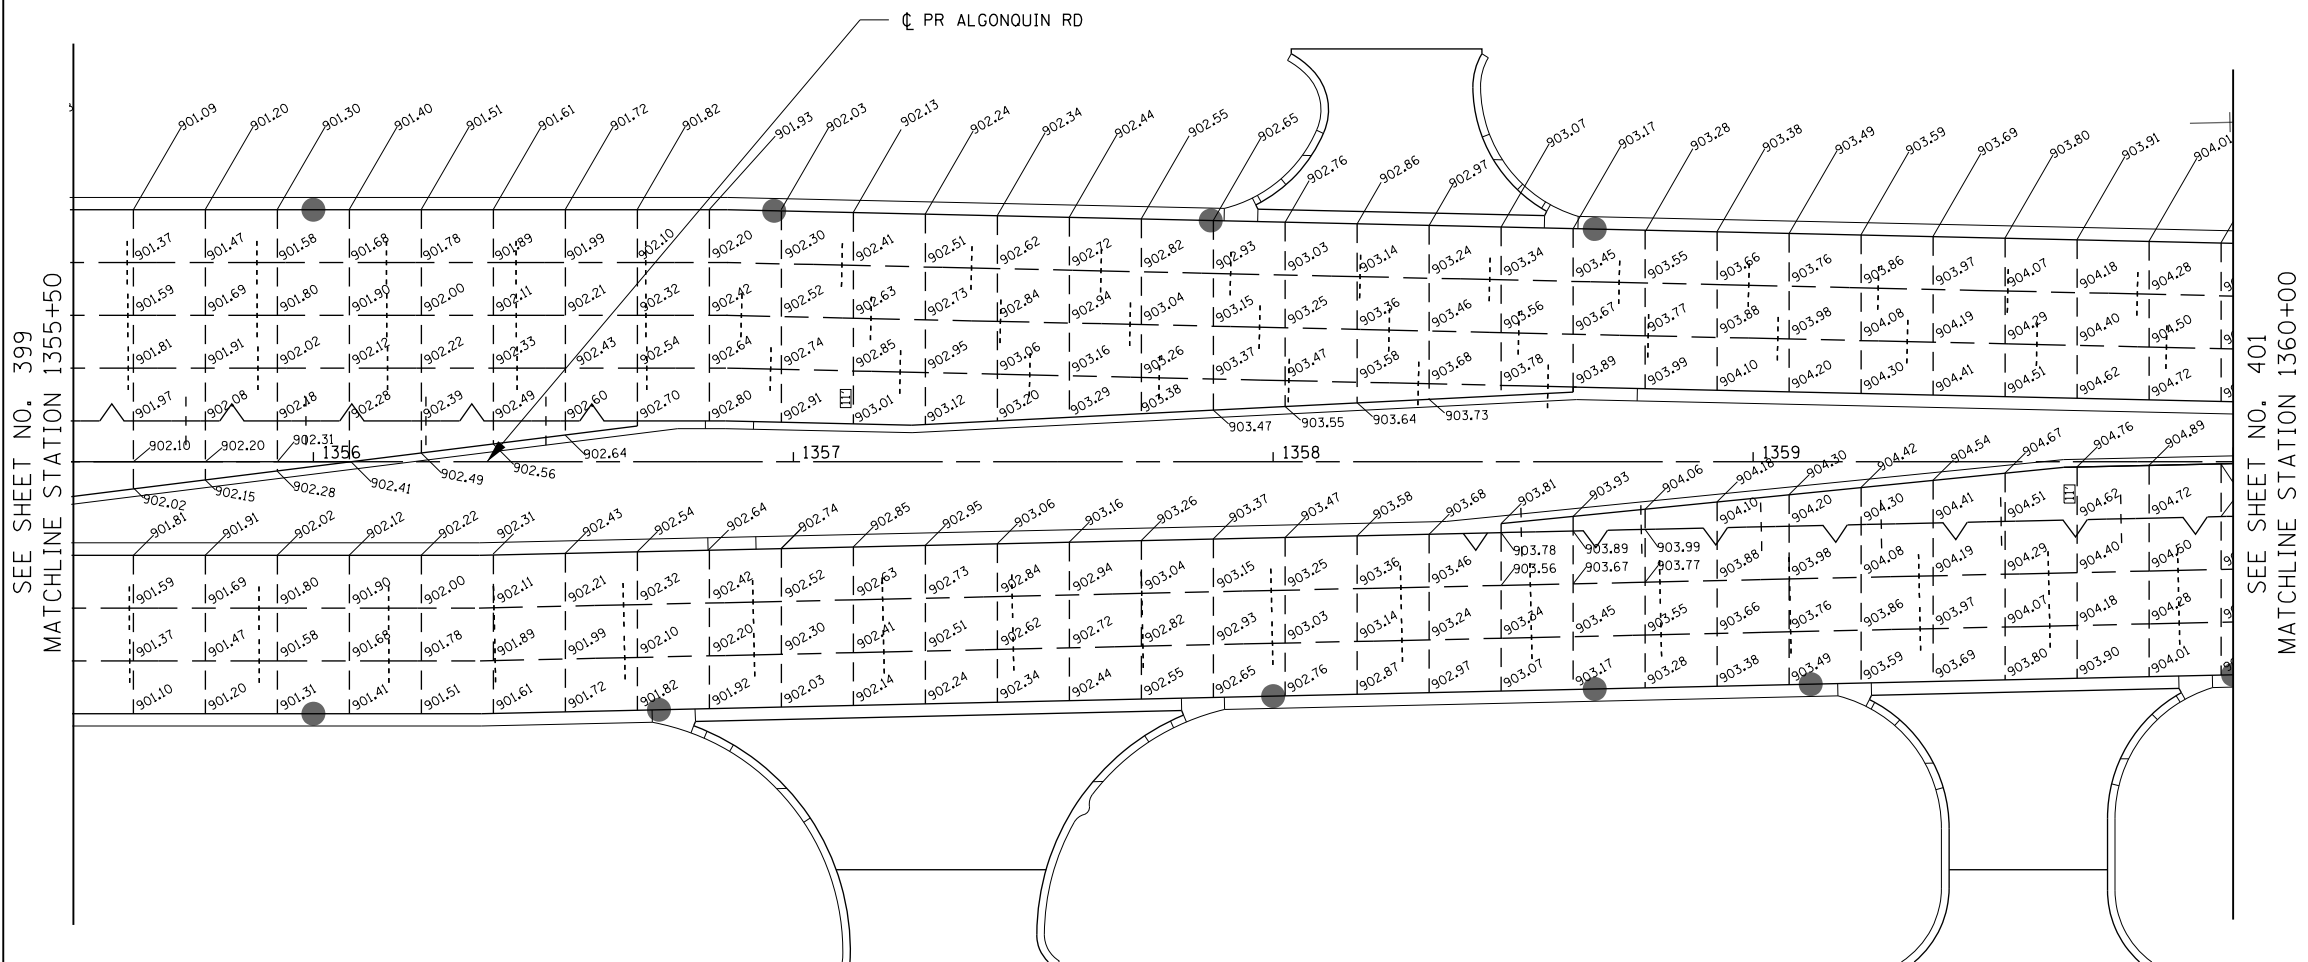 ℄ PR ALGONQUIN RD
901.09 901.20 901.30 901.40 901.51 901.61 901.72 901.82 901.93 902.03 902.13 902.24 902.34 902.44 902.55 902.65 902.76 902.86 902.97 903.07 903.17 903.28 903.38 903.49 903.59 903.69 903.80 903.91 904.01
901.37 901.47 901.58 901.68 901.78 901.89 901.99 902.10 902.20 902.30 902.41 902.51 902.62 902.72 902.82 902.93 903.03 903.14 903.24 903.34 903.45 903.55 903.66 903.76 903.86 903.97 904.07 904.18 904.28
901.59 901.69 901.80 901.90 902.00 902.11 902.21 902.32 902.42 902.52 902.63 902.73 902.84 902.94 903.04 903.15 903.25 903.36 903.46 903.56 903.67 903.77 903.88 903.98 904.08 904.19 904.29 904.40 904.50
901.81 901.91 902.02 902.12 902.22 902.33 902.43 902.54 902.64 902.74 902.85 902.95 903.06 903.16 903.26 903.37 903.47 903.58 903.68 903.78 903.89 903.99 904.10 904.20 904.30 904.41 904.51 904.62 904.72
901.97 902.08 902.18 902.28 902.39 902.49 902.60 902.70 902.80 902.91 903.01 903.12 903.20 903.29 903.38 903.47 903.55 903.64 903.73
902.10 902.20 902.31
1356 1357 1358 1359
902.02 902.15 902.28 902.41 902.49 902.56 902.64
903.81 903.93 904.06 904.18 904.30 904.42 904.54 904.67 904.76 904.89
901.81 901.91 902.02 902.12 902.22 902.31 902.43 902.54 902.64 902.74 902.85 902.95 903.06 903.16 903.26 903.37 903.47 903.58 903.68 903.78 903.89 903.99 904.10 904.20 904.30 904.41 904.51 904.62 904.72
901.59 901.69 901.80 901.90 902.00 902.11 902.21 902.32 902.42 902.52 902.63 902.73 902.84 902.94 903.04 903.15 903.25 903.36 903.46 903.56 903.67 903.77 903.88 903.98 904.08 904.19 904.29 904.40 904.50
901.37 901.47 901.58 901.68 901.78 901.89 901.99 902.10 902.20 902.30 902.41 902.51 902.62 902.72 902.82 902.93 903.03 903.14 903.24 903.34 903.45 903.55 903.66 903.76 903.86 903.97 904.07 904.18 904.28
901.10 901.20 901.31 901.41 901.51 901.61 901.72 901.82 901.92 902.03 902.14 902.24 902.34 902.44 902.55 902.65 902.76 902.87 902.97 903.07 903.17 903.28 903.38 903.49 903.59 903.69 903.80 903.90 904.01
SEE SHEET NO. 399
MATCHLINE STATION 1355+50
SEE SHEET NO. 401
MATCHLINE STATION 1360+00